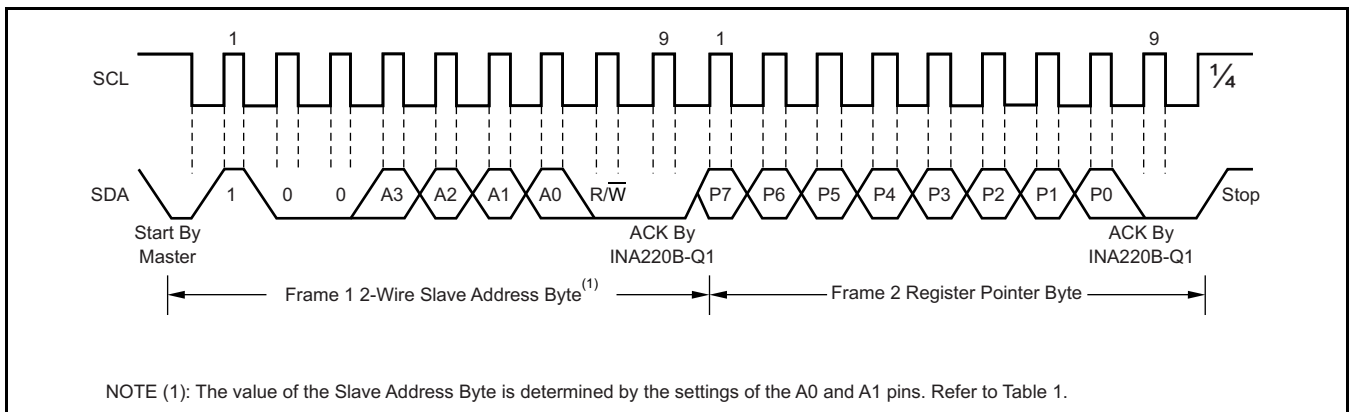 1 9 1 9
SCL ¼
SDA 1 0 0 A3 A2 A1 A0 R/W̅ P7 P6 P5 P4 P3 P2 P1 P0 Stop
Start By
Master
ACK By
INA220B-Q1
ACK By
INA220B-Q1
Frame 1 2-Wire Slave Address Byte(1)
Frame 2 Register Pointer Byte
NOTE (1): The value of the Slave Address Byte is determined by the settings of the A0 and A1 pins. Refer to Table 1.